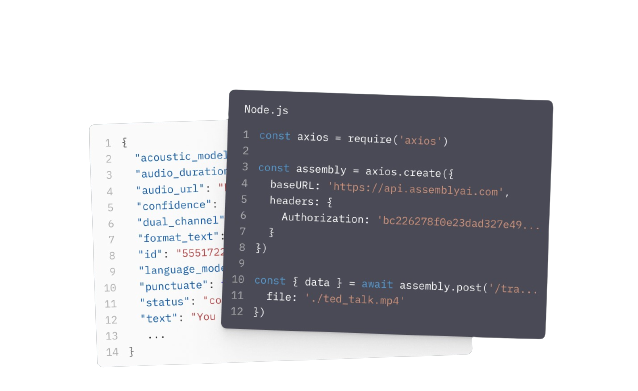 Node.js
1 const axios = require('axios')
2
3 const assembly = axios.create({
4 baseURL: 'https://api.assemblyai.com',
5 headers: {
6 Authorization: 'bc226278f0e23dad327e49...
7 }
8 })
9
10 const { data } = await assembly.post('/tra...
11 file: './ted_talk.mp4'
12 })
1 {
2 "acoustic_model
3 "audio_duration
4 "audio_url": "
5 "confidence":
6 "dual_channel"
7 "format_text":
8 "id": "5551722
9 "language_mode
10 "punctuate":
11 "status": "co
12 "text": "You
13 ...
14 }